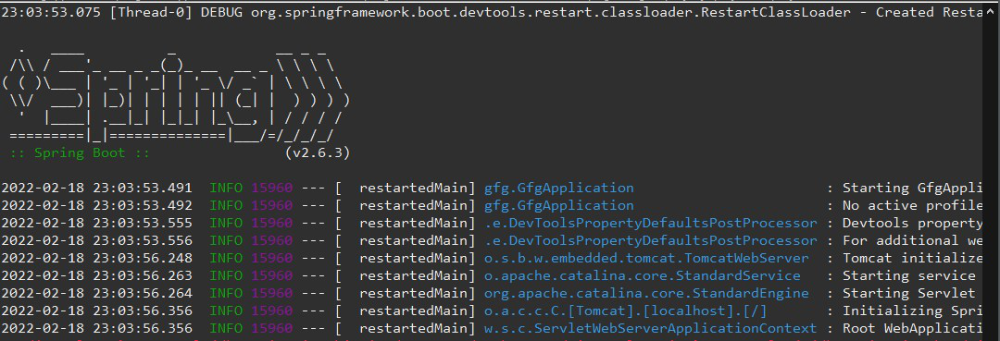 23:03:53.075 [Thread-0] DEBUG org.springframework.boot.devtools.restart.classloader.RestartClassLoader - Created Resta
  .   ____          _            __ _ _
 /\\ / ___'_ __ _ _(_)_ __  __ _ \ \ \ \
( ( )\___ | '_ | '_| | '_ \/ _` | \ \ \ \
 \\/  ___)| |_)| | | | | || (_| |  ) ) ) )
  '  |____| .__|_| |_|_| |_\__, | / / / /
 =========|_|==============|___/=/_/_/_/
 :: Spring Boot ::                (v2.6.3)
2022-02-18 23:03:53.491  INFO 15960 --- [  restartedMain] gfg.GfgApplication                       : Starting GfgAppli
2022-02-18 23:03:53.492  INFO 15960 --- [  restartedMain] gfg.GfgApplication                       : No active profile
2022-02-18 23:03:53.555  INFO 15960 --- [  restartedMain] .e.DevToolsPropertyDefaultsPostProcessor : Devtools property
2022-02-18 23:03:53.556  INFO 15960 --- [  restartedMain] .e.DevToolsPropertyDefaultsPostProcessor : For additional we
2022-02-18 23:03:56.248  INFO 15960 --- [  restartedMain] o.s.b.w.embedded.tomcat.TomcatWebServer  : Tomcat initialize
2022-02-18 23:03:56.263  INFO 15960 --- [  restartedMain] o.apache.catalina.core.StandardService   : Starting service
2022-02-18 23:03:56.264  INFO 15960 --- [  restartedMain] org.apache.catalina.core.StandardEngine  : Starting Servlet
2022-02-18 23:03:56.356  INFO 15960 --- [  restartedMain] o.a.c.c.C.[Tomcat].[localhost].[/]       : Initializing Spri
2022-02-18 23:03:56.356  INFO 15960 --- [  restartedMain] w.s.c.ServletWebServerApplicationContext : Root WebApplicati